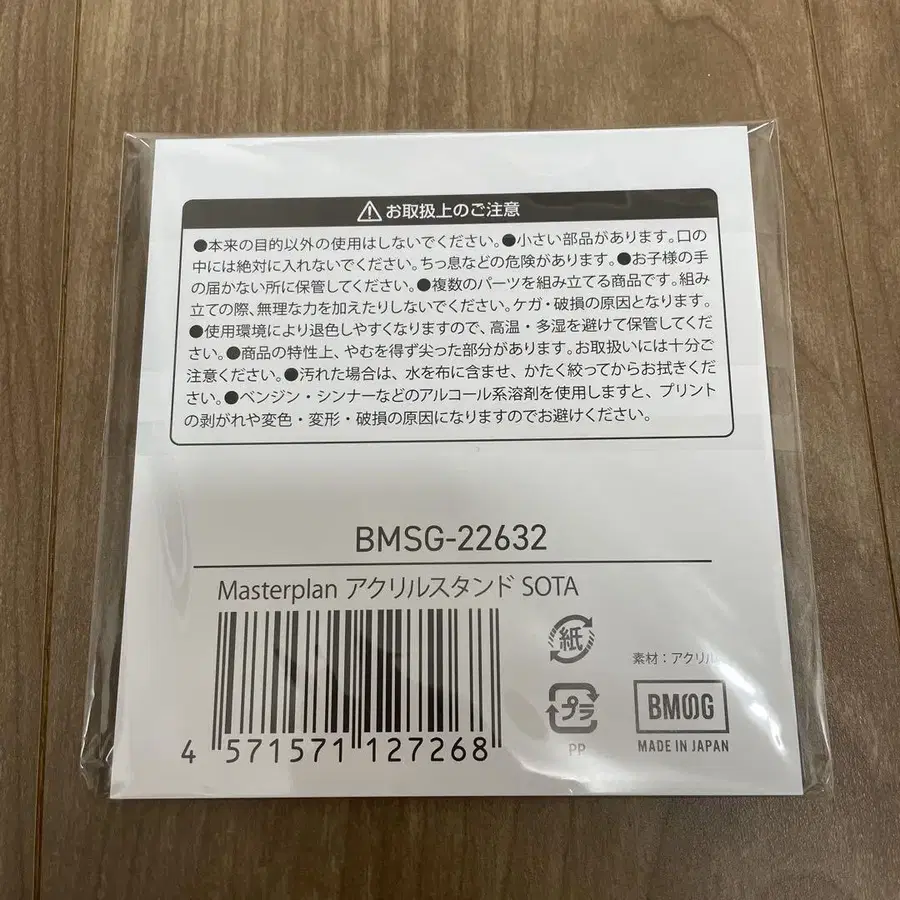 ⚠お取扱上のご注意
●本来の目的以外の使用はしないでください。●小さい部品があります。口の
中には絶対に入れないでください。ちっ息などの危険があります。●お子様の手
の届かない所に保管してください。●複数のパーツを組み立てる商品です。組み
立ての際、無理な力を加えたりしないでください。ケガ・破損の原因となります。
●使用環境により退色しやすくなりますので、高温・多湿を避けて保管してくだ
さい。●商品の特性上、やむを得ず尖った部分があります。お取扱いには十分ご
注意ください。●汚れた場合は、水を布に含ませ、かたく絞ってからお拭きくだ
さい。●ベンジン・シンナーなどのアルコール系溶剤を使用しますと、プリント
の剥がれや変色・変形・破損の原因になりますのでお避けください。
BMSG-22632
Masterplan アクリルスタンド SOTA
4 571571 127268
紙
プラ
PP
素材：アクリル
BMSG
MADE IN JAPAN